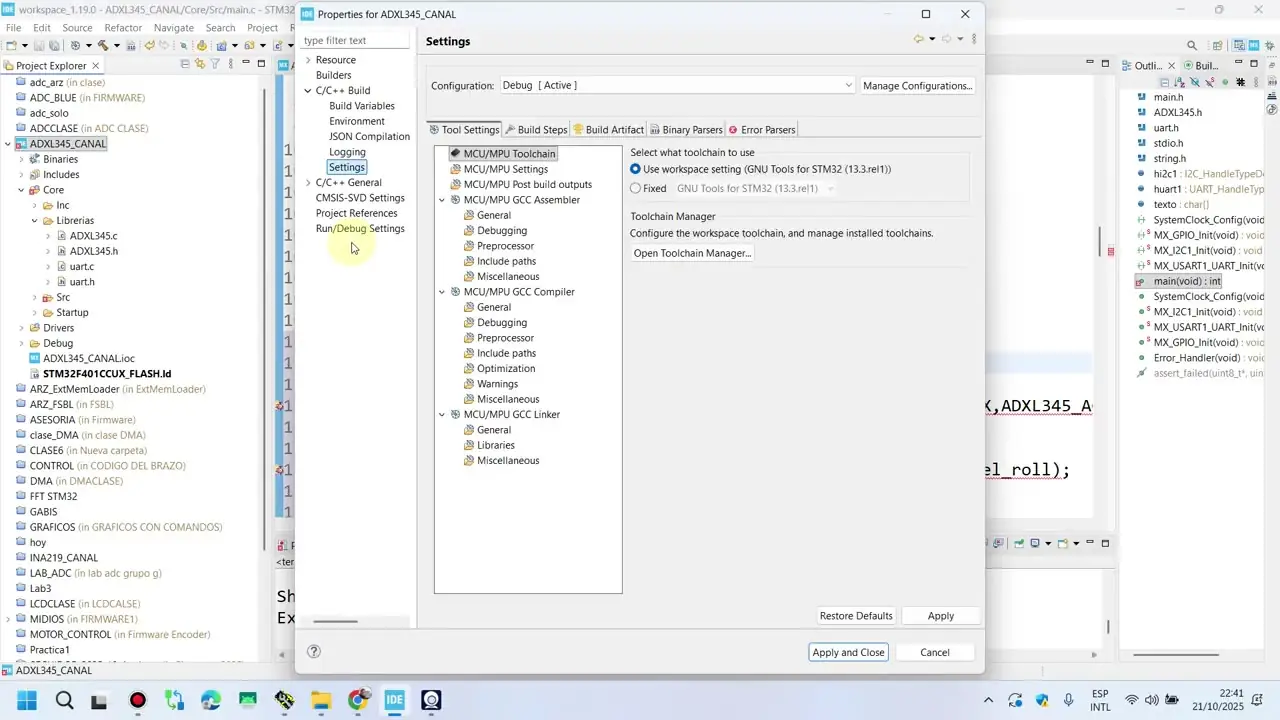 workspace_1.19.0 - ADXL345_CANAL/Core/Src/main.c - STM32
Properties for ADXL345_CANAL
File Edit Source Refactor Navigate Search Project
Project Explorer
adc_arz (in clase)
ADC_BLUE (in FIRMWARE)
adc_solo
ADCCLASE (in ADC CLASE)
ADXL345_CANAL
Binaries
Includes
Core
Inc
Librerias
ADXL345.c
ADXL345.h
uart.c
uart.h
Src
Startup
Drivers
Debug
ADXL345_CANAL.ioc
STM32F401CCUX_FLASH.ld
ARZ_ExtMemLoader (in ExtMemLoader)
ARZ_FSBL (in FSBL)
ASESORIA (in Firmware)
clase_DMA (in clase DMA)
CLASE6 (in Nueva carpeta)
CONTROL (in CODIGO DEL BRAZO)
DMA (in DMACLASE)
FFT STM32
GABIS
GRAFICOS (in GRAFICOS CON COMANDOS)
hoy
INA219_CANAL
LAB_ADC (in lab adc grupo g)
Lab3
LCDCLASE (in LCDCALSE)
MIDIOS (in FIRMWARE1)
MOTOR_CONTROL (in Firmware Encoder)
Practica1
ADXL345_CANAL
type filter text
Resource
Builders
C/C++ Build
Build Variables
Environment
JSON Compilation
Logging
Settings
C/C++ General
CMSIS-SVD Settings
Project References
Run/Debug Settings
Settings
Configuration: Debug [ Active ] Manage Configurations...
Tool Settings Build Steps Build Artifact Binary Parsers Error Parsers
MCU/MPU Toolchain
MCU/MPU Settings
MCU/MPU Post build outputs
MCU/MPU GCC Assembler
General
Debugging
Preprocessor
Include paths
Miscellaneous
MCU/MPU GCC Compiler
General
Debugging
Preprocessor
Include paths
Optimization
Warnings
Miscellaneous
MCU/MPU GCC Linker
General
Libraries
Miscellaneous
Select what toolchain to use
Use workspace setting (GNU Tools for STM32 (13.3.rel1))
Fixed GNU Tools for STM32 (13.3.rel1)
Toolchain Manager
Configure the workspace toolchain, and manage installed toolchains.
Open Toolchain Manager...
Restore Defaults Apply
Apply and Close Cancel
X,ADXL345_A
el_roll);
<ter
Sh
Ex
Outli...
Buil...
main.h
ADXL345.h
uart.h
stdio.h
string.h
hi2c1 : I2C_HandleTypeDe
huart1 : UART_HandleType
texto : char[]
SystemClock_Config(void)
MX_GPIO_Init(void) : void
MX_I2C1_Init(void) : void
MX_USART1_UART_Init(vo
main(void) : int
SystemClock_Config(void)
MX_I2C1_Init(void) : void
MX_USART1_UART_Init(vo
MX_GPIO_Init(void) : void
Error_Handler(void) : void
assert_failed(uint8_t*, uin
IDE
ESP
INTL
22:41
21/10/2025